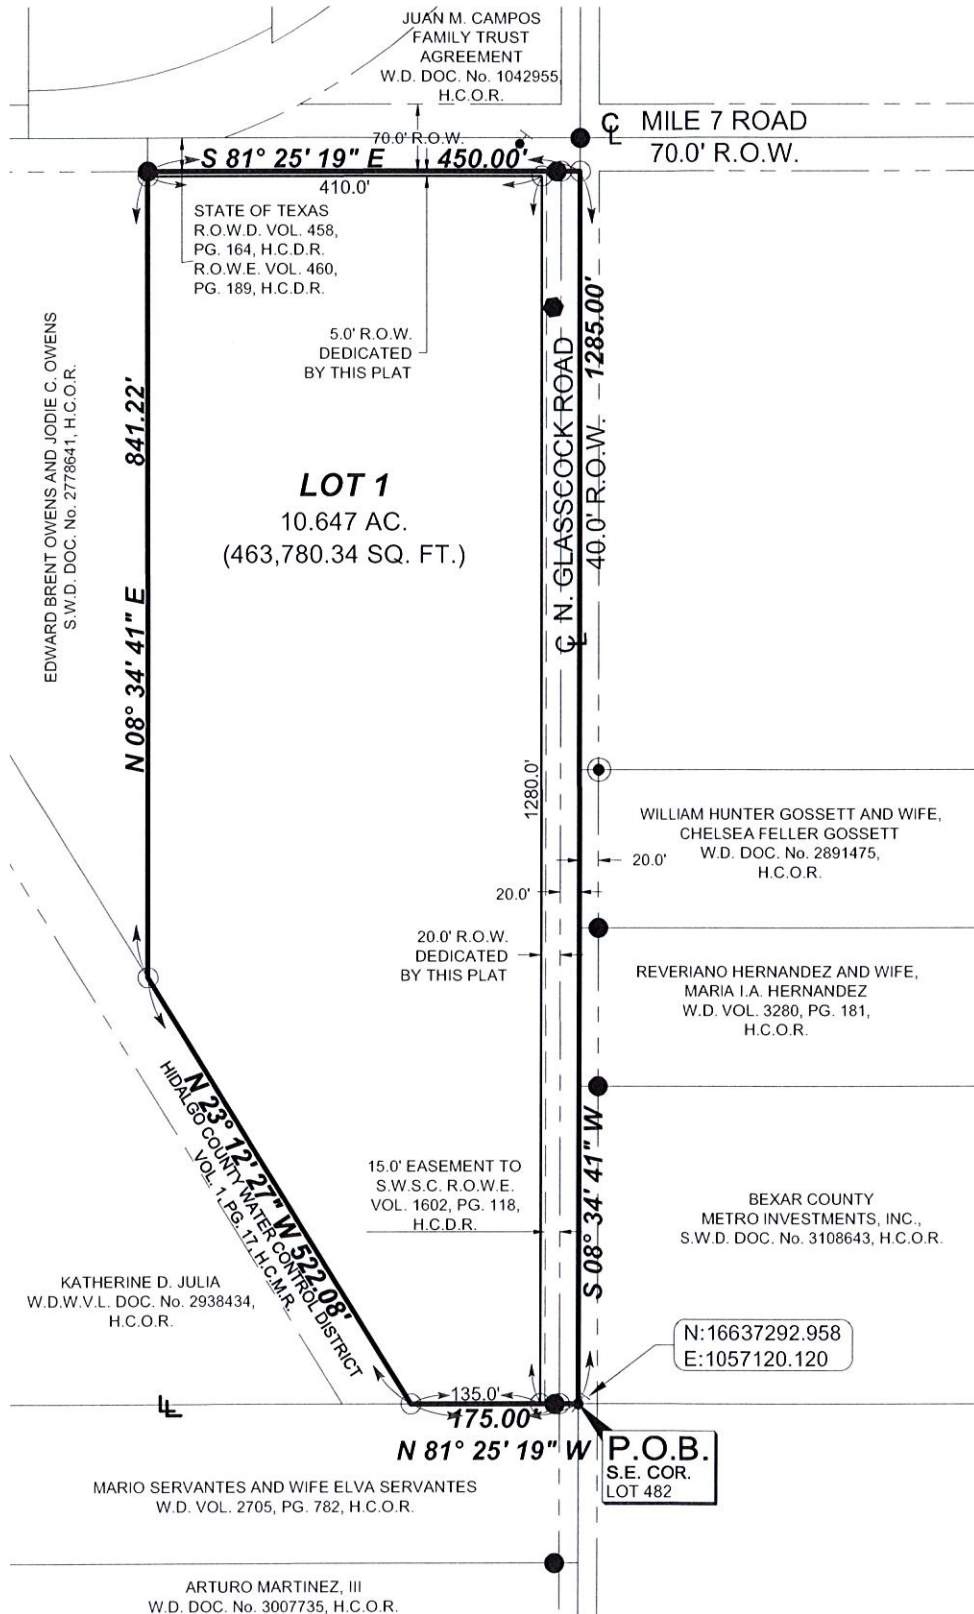 JUAN M. CAMPOS
FAMILY TRUST
AGREEMENT
W.D. DOC. No. 1042955,
H.C.O.R.
70.0' R.O.W.
℄ MILE 7 ROAD
70.0' R.O.W.
S 81° 25' 19" E 450.00'
410.0'
STATE OF TEXAS
R.O.W.D. VOL. 458,
PG. 164, H.C.D.R.
R.O.W.E. VOL. 460,
PG. 189, H.C.D.R.
5.0' R.O.W.
DEDICATED
BY THIS PLAT
EDWARD BRENT OWENS AND JODIE C. OWENS
S.W.D. DOC. No. 2778641, H.C.O.R.
N 08° 34' 41" E 841.22'
LOT 1
10.647 AC.
(463,780.34 SQ. FT.)
℄ N. GLASSCOCK ROAD
40.0' R.O.W.
S 08° 34' 41" W 1285.00'
1280.0'
WILLIAM HUNTER GOSSETT AND WIFE,
CHELSEA FELLER GOSSETT
W.D. DOC. No. 2891475,
H.C.O.R.
20.0'
20.0'
20.0' R.O.W.
DEDICATED
BY THIS PLAT
REVERIANO HERNANDEZ AND WIFE,
MARIA I.A. HERNANDEZ
W.D. VOL. 3280, PG. 181,
H.C.O.R.
N 23° 12' 27" W 522.08'
HIDALGO COUNTY WATER CONTROL DISTRICT
VOL. 1, PG. 17, H.C.M.R.
15.0' EASEMENT TO
S.W.S.C. R.O.W.E.
VOL. 1602, PG. 118,
H.C.D.R.
BEXAR COUNTY
METRO INVESTMENTS, INC.,
S.W.D. DOC. No. 3108643, H.C.O.R.
KATHERINE D. JULIA
W.D.W.V.L. DOC. No. 2938434,
H.C.O.R.
N:16637292.958
E:1057120.120
LL
135.0'
175.00'
N 81° 25' 19" W
P.O.B.
S.E. COR.
LOT 482
MARIO SERVANTES AND WIFE ELVA SERVANTES
W.D. VOL. 2705, PG. 782, H.C.O.R.
ARTURO MARTINEZ, III
W.D. DOC. No. 3007735, H.C.O.R.